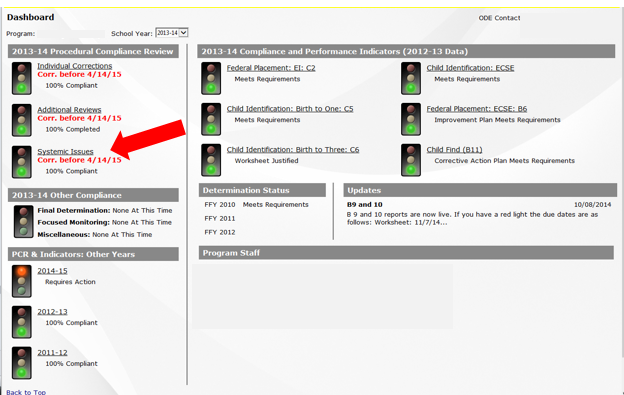 Dashboard
ODE Contact
Program:
School Year: 2013-14
2013-14 Procedural Compliance Review
Individual Corrections
Corr. before 4/14/15
100% Compliant
Additional Reviews
100% Completed
Systemic Issues
Corr. before 4/14/15
100% Compliant
2013-14 Other Compliance
Final Determination: None At This Time
Focused Monitoring: None At This Time
Miscellaneous: None At This Time
PCR & Indicators: Other Years
2014-15
Requires Action
2012-13
100% Compliant
2011-12
100% Compliant
Back to Top
2013-14 Compliance and Performance Indicators (2012-13 Data)
Federal Placement: EI: C2
Meets Requirements
Child Identification: ECSE
Meets Requirements
Child Identification: Birth to One: C5
Meets Requirements
Federal Placement: ECSE: B6
Improvement Plan Meets Requirements
Child Identification: Birth to Three: C6
Worksheet Justified
Child Find (B11)
Corrective Action Plan Meets Requirements
Determination Status
FFY 2010 Meets Requirements
FFY 2011
FFY 2012
Updates
B9 and 10 10/08/2014
B 9 and 10 reports are now live. If you have a red light the due dates are as
follows: Worksheet: 11/7/14...
Program Staff